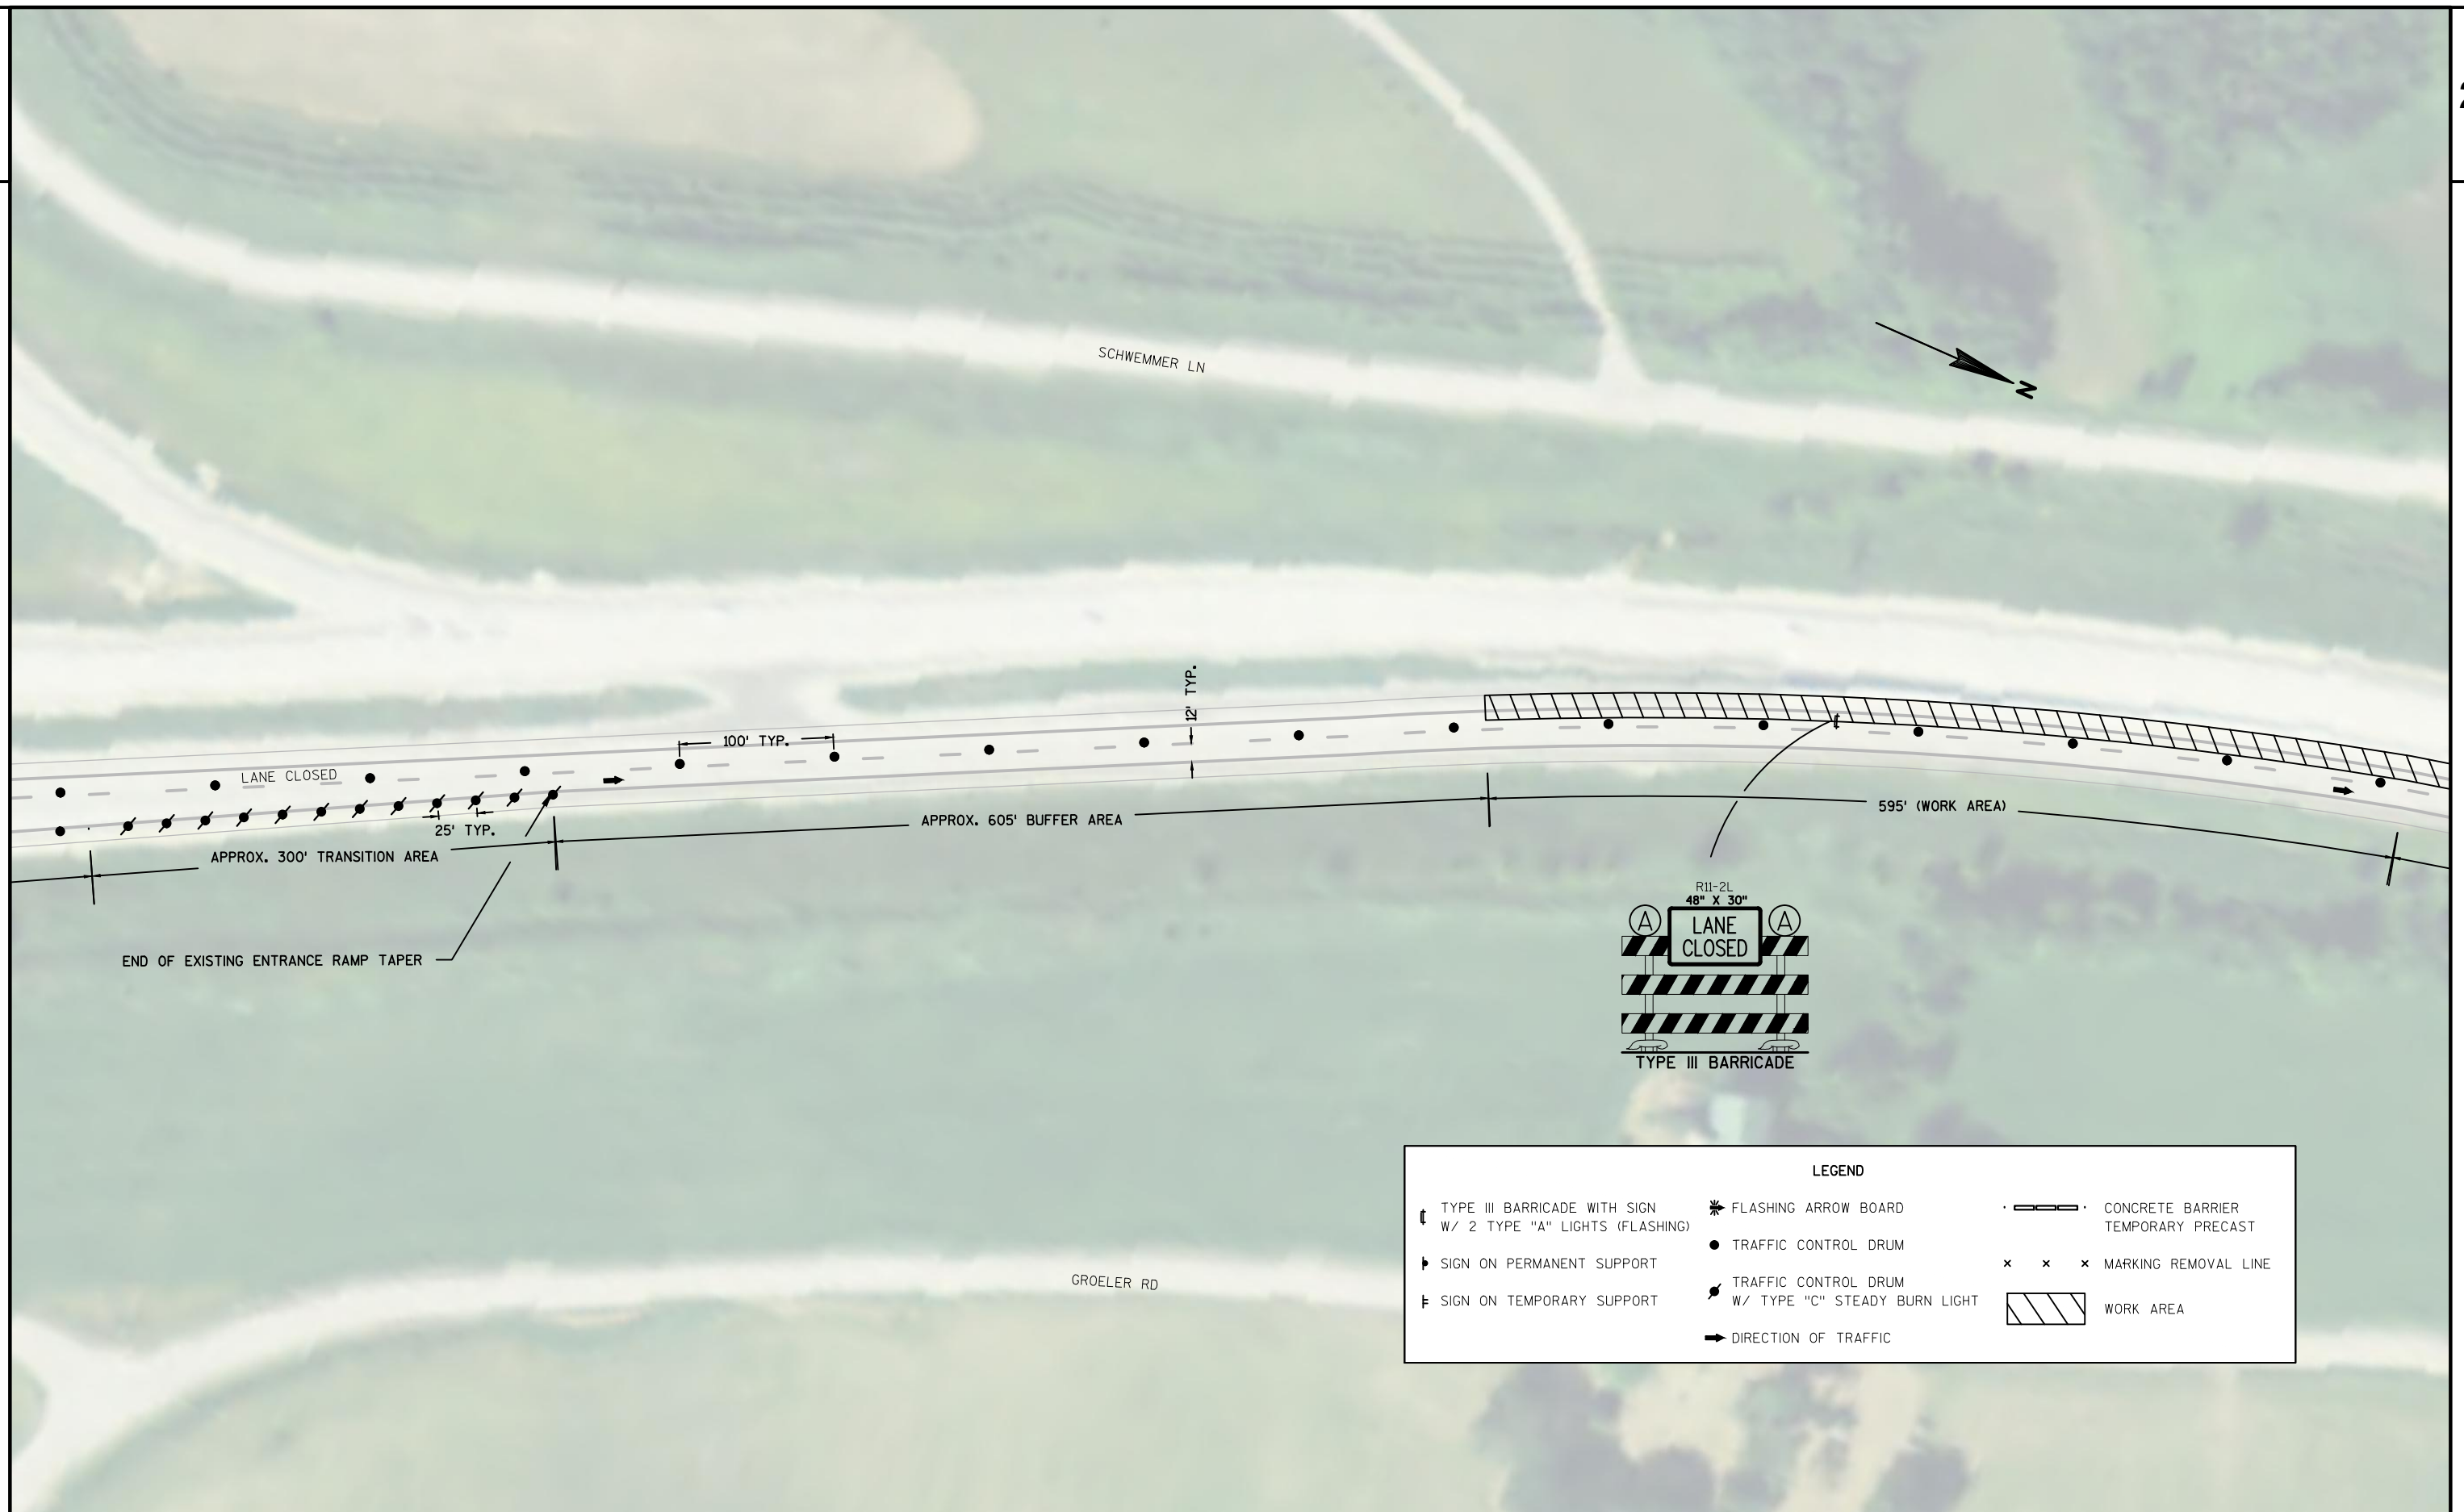 2
SCHWEMMER LN
N
12' TYP.
100' TYP.
LANE CLOSED
25' TYP.
APPROX. 605' BUFFER AREA
595' (WORK AREA)
APPROX. 300' TRANSITION AREA
END OF EXISTING ENTRANCE RAMP TAPER
R11-2L
48" X 30"
A
LANE
CLOSED
A
TYPE III BARRICADE
GROELER RD
LEGEND
TYPE III BARRICADE WITH SIGN
W/ 2 TYPE "A" LIGHTS (FLASHING)
SIGN ON PERMANENT SUPPORT
SIGN ON TEMPORARY SUPPORT
FLASHING ARROW BOARD
TRAFFIC CONTROL DRUM
TRAFFIC CONTROL DRUM
W/ TYPE "C" STEADY BURN LIGHT
DIRECTION OF TRAFFIC
CONCRETE BARRIER
TEMPORARY PRECAST
MARKING REMOVAL LINE
WORK AREA